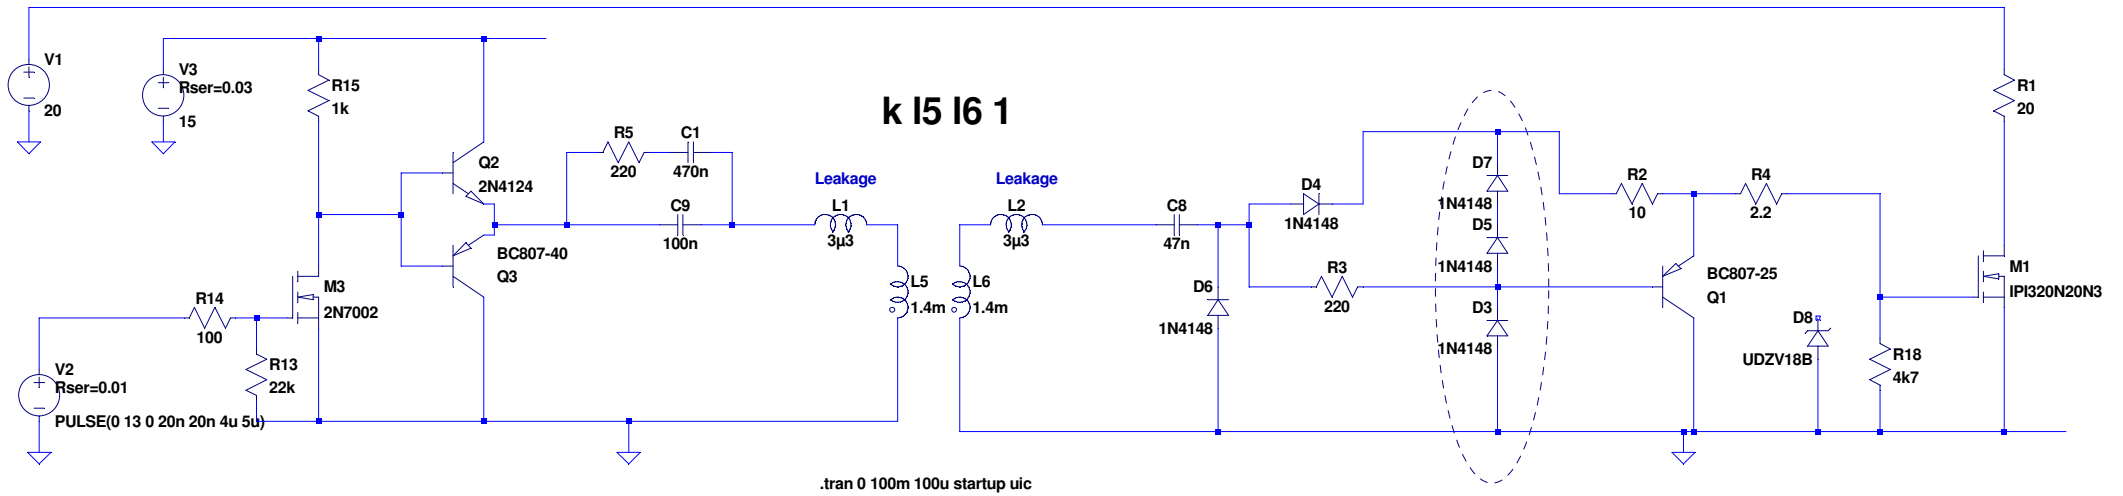 V1
20
V3
Rser=0.03
15
R15
1k
Q2
2N4124
BC807-40
Q3
M3
2N7002
R14
100
R13
22k
V2
Rser=0.01
PULSE(0 13 0 20n 20n 4u 5u)
R5
220
C1
470n
C9
100n
k l5 l6 1
Leakage
L1
3µ3
Leakage
L2
3µ3
L5
1.4m
L6
1.4m
C8
47n
D4
1N4148
D6
1N4148
R3
220
D7
1N4148
D5
1N4148
D3
1N4148
R2
10
R4
2.2
BC807-25
Q1
D8
UDZV18B
R18
4k7
R1
20
M1
IPI320N20N3
.tran 0 100m 100u startup uic